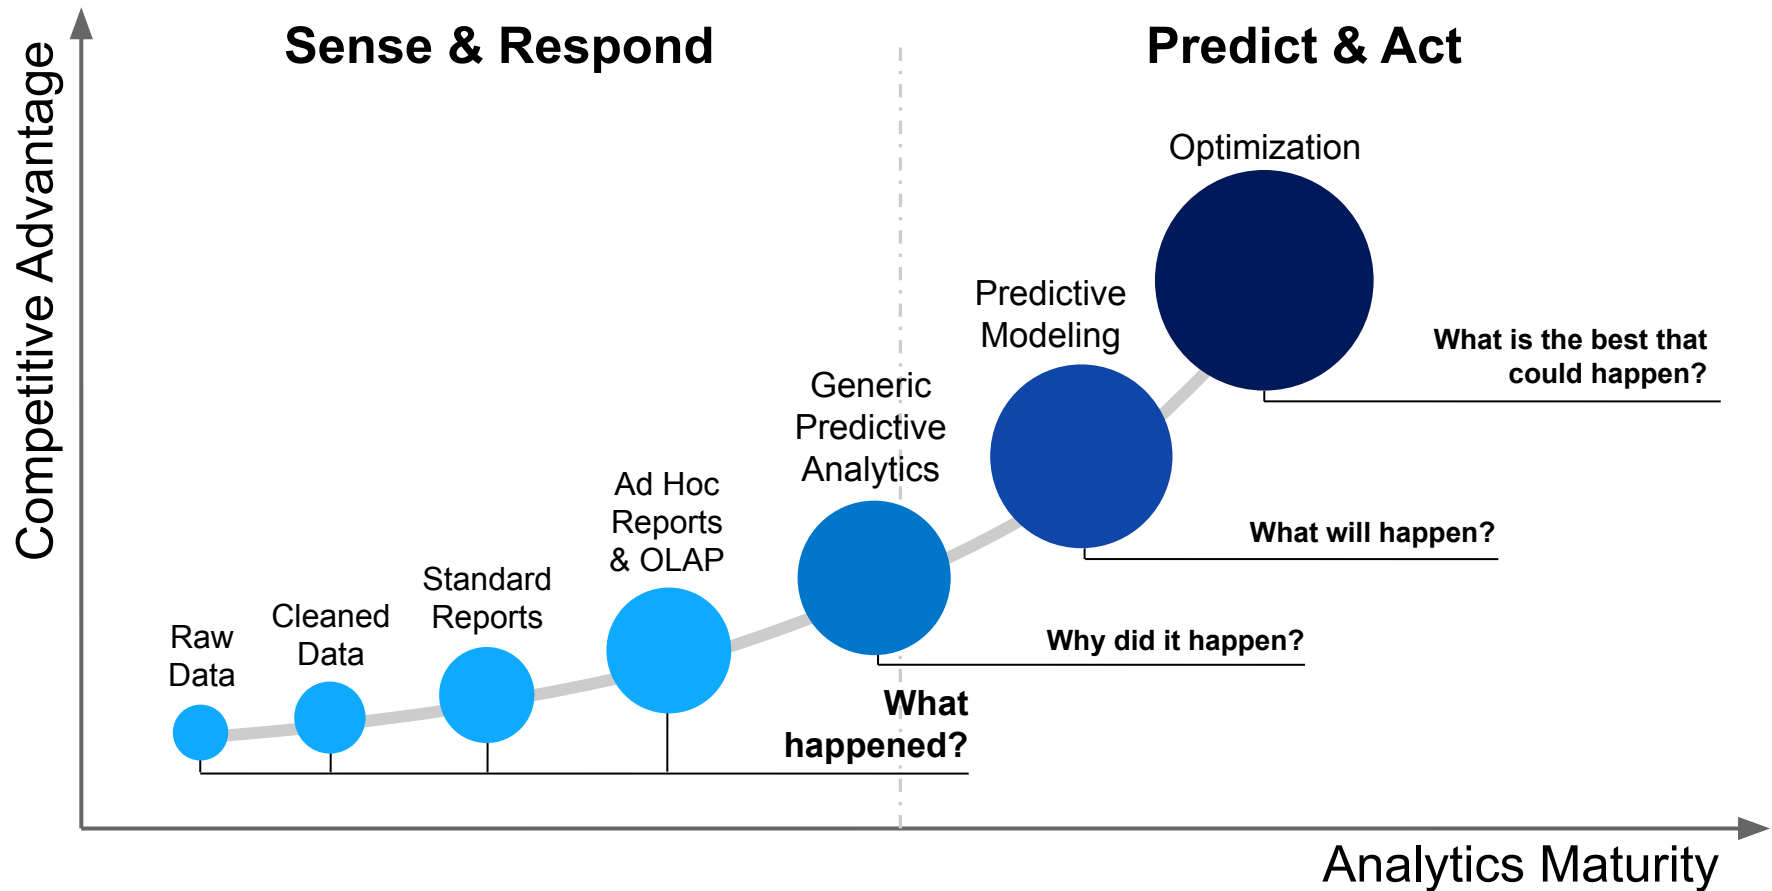 Sense & Respond
Predict & Act
Competitive Advantage
Optimization
Predictive
Modeling
What is the best that
could happen?
Generic
Predictive
Analytics
Ad Hoc
Reports
& OLAP
What will happen?
Standard
Reports
Cleaned
Data
Raw
Data
Why did it happen?
What
happened?
Analytics Maturity